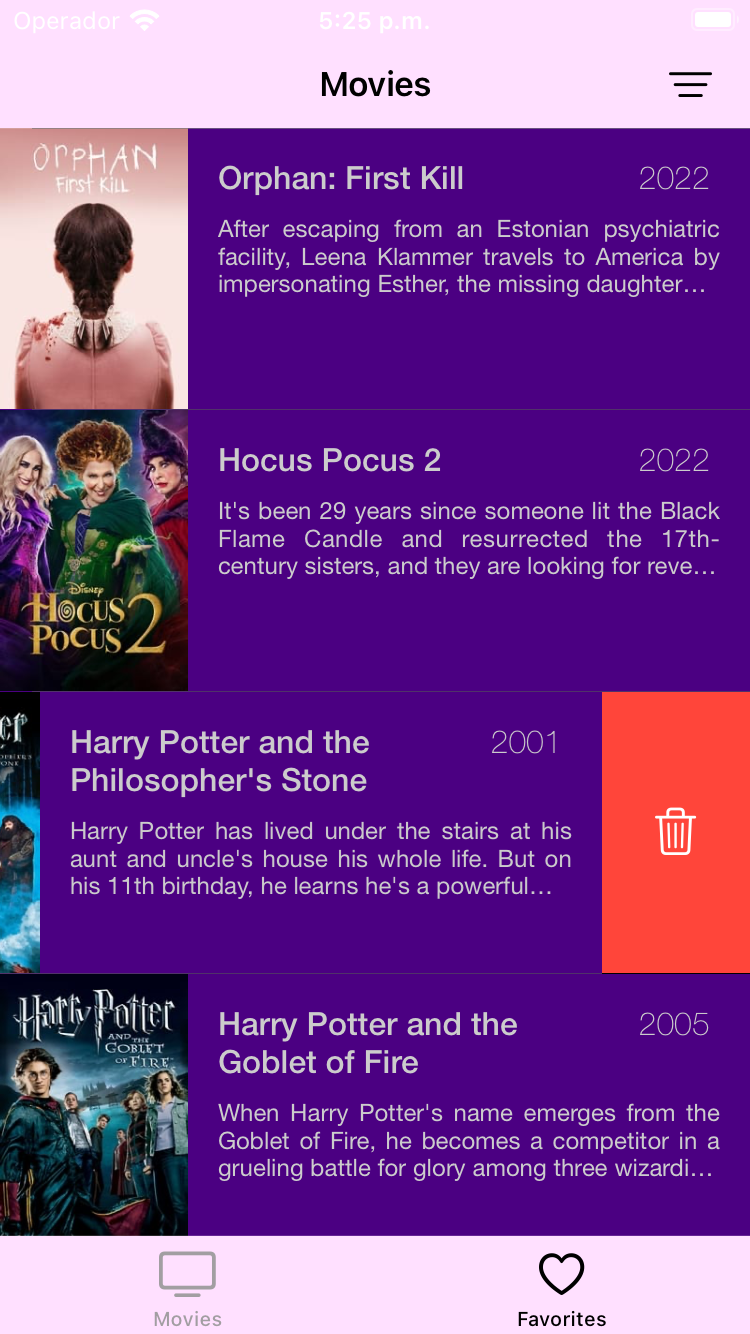 Operador 5:25 p.m.
Movies
ORPHAN
First Kill
Orphan: First Kill 2022
After escaping from an Estonian psychiatric
facility, Leena Klammer travels to America by
impersonating Esther, the missing daughter…
Disney
HOCUS
POCUS 2
Hocus Pocus 2 2022
It's been 29 years since someone lit the Black
Flame Candle and resurrected the 17th-
century sisters, and they are looking for reve…
Harry Potter and the 2001
Philosopher's Stone
Harry Potter has lived under the stairs at his
aunt and uncle's house his whole life. But on
his 11th birthday, he learns he's a powerful…
Harry Potter
AND THE
GOBLET
OF FIRE
Harry Potter and the 2005
Goblet of Fire
When Harry Potter's name emerges from the
Goblet of Fire, he becomes a competitor in a
grueling battle for glory among three wizardi…
Movies Favorites